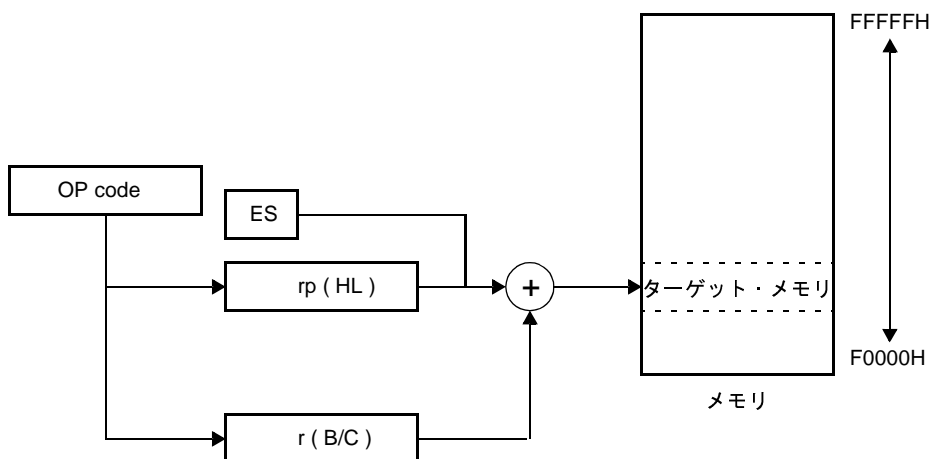 FFFFFH
OP code
ES
rp ( HL )
+
ターゲット・メモリ
F0000H
メモリ
r ( B/C )